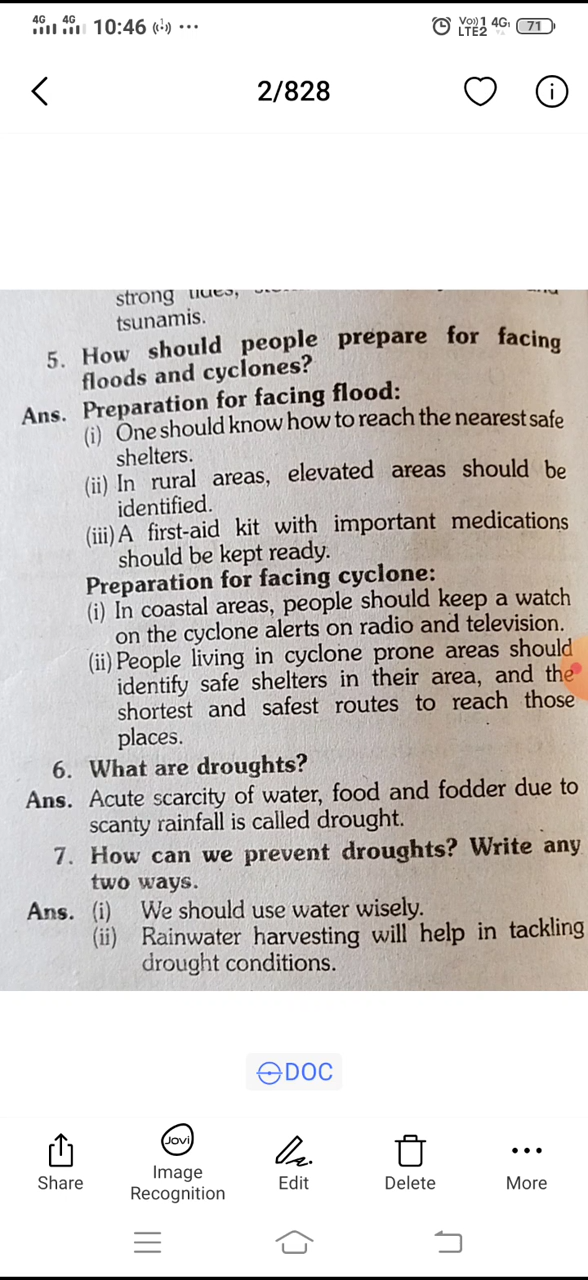 4G 4G 10:46 Vo)) 1 4G LTE2 71
2/828
strong
tsunamis.
5. How should people prepare for facing
floods and cyclones?
Ans. Preparation for facing flood:
(i) One should know how to reach the nearest safe
shelters.
(ii) In rural areas, elevated areas should be
identified.
(iii) A first-aid kit with important medications
should be kept ready.
Preparation for facing cyclone:
(i) In coastal areas, people should keep a watch
on the cyclone alerts on radio and television.
(ii) People living in cyclone prone areas should
identify safe shelters in their area, and the
shortest and safest routes to reach those
places.
6. What are droughts?
Ans. Acute scarcity of water, food and fodder due to
scanty rainfall is called drought.
7. How can we prevent droughts? Write any
two ways.
Ans. (i) We should use water wisely.
(ii) Rainwater harvesting will help in tackling
drought conditions.
DOC
Jovi
Share Image Recognition Edit Delete More